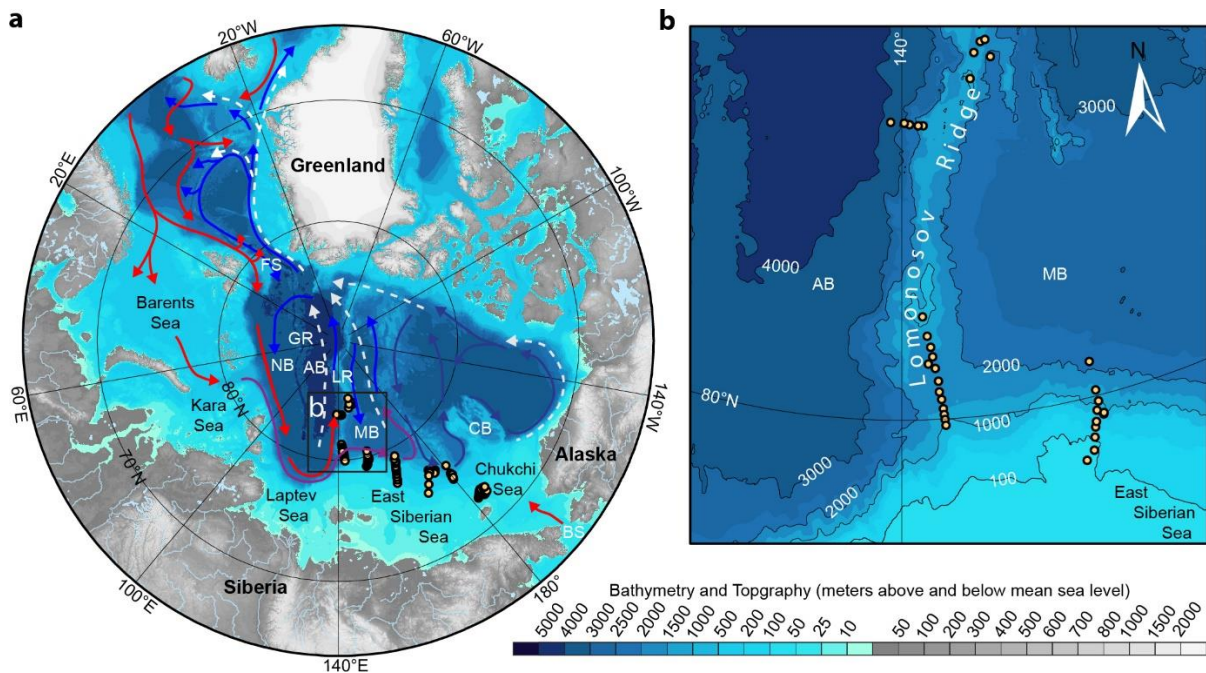 a
20°W
60°W
20°E
Greenland
100°W
FS
Barents
Sea
GR
NB
AB
LR
60°E
80°N
Kara
Sea
b
140°W
MB
CB
Alaska
70°N
Laptev
Sea
East
Siberian
Sea
Chukchi
Sea
BS
Siberia
100°E
180°
140°E
b
140°
N
3000
Lomonosov Ridge
4000
AB
MB
2000
80°N
1000
3000
2000
100
East
Siberian
Sea
Bathymetry and Topgraphy (meters above and below mean sea level)
5000 4000 3000 2500 2000 1500 1000 500 200 100 50 25 10 50 100 200 300 400 500 600 700 800 1000 1500 2000